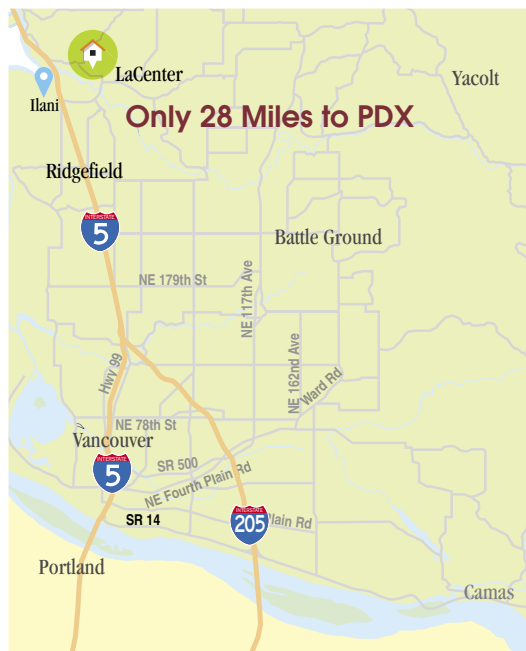 LaCenter
Yacolt
Ilani
Only 28 Miles to PDX
Ridgefield
INTERSTATE
5
Battle Ground
NE 179th St
NE 117th Ave
Hwy 99
NE 162nd Ave
Ward Rd
NE 78th St
Vancouver
INTERSTATE
5
SR 500
NE Fourth Plain Rd
SR 14
INTERSTATE
205
Plain Rd
Portland
Camas